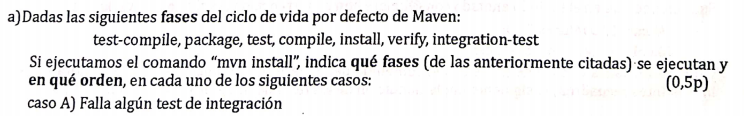 a)Dadas las siguientes fases del ciclo de vida por defecto de Maven:
test-compile, package, test, compile, install, verify, integration-test
Si ejecutamos el comando “mvn install”, indica qué fases (de las anteriormente citadas) se ejecutan y
en qué orden, en cada uno de los siguientes casos: (0,5p)
caso A) Falla algún test de integración